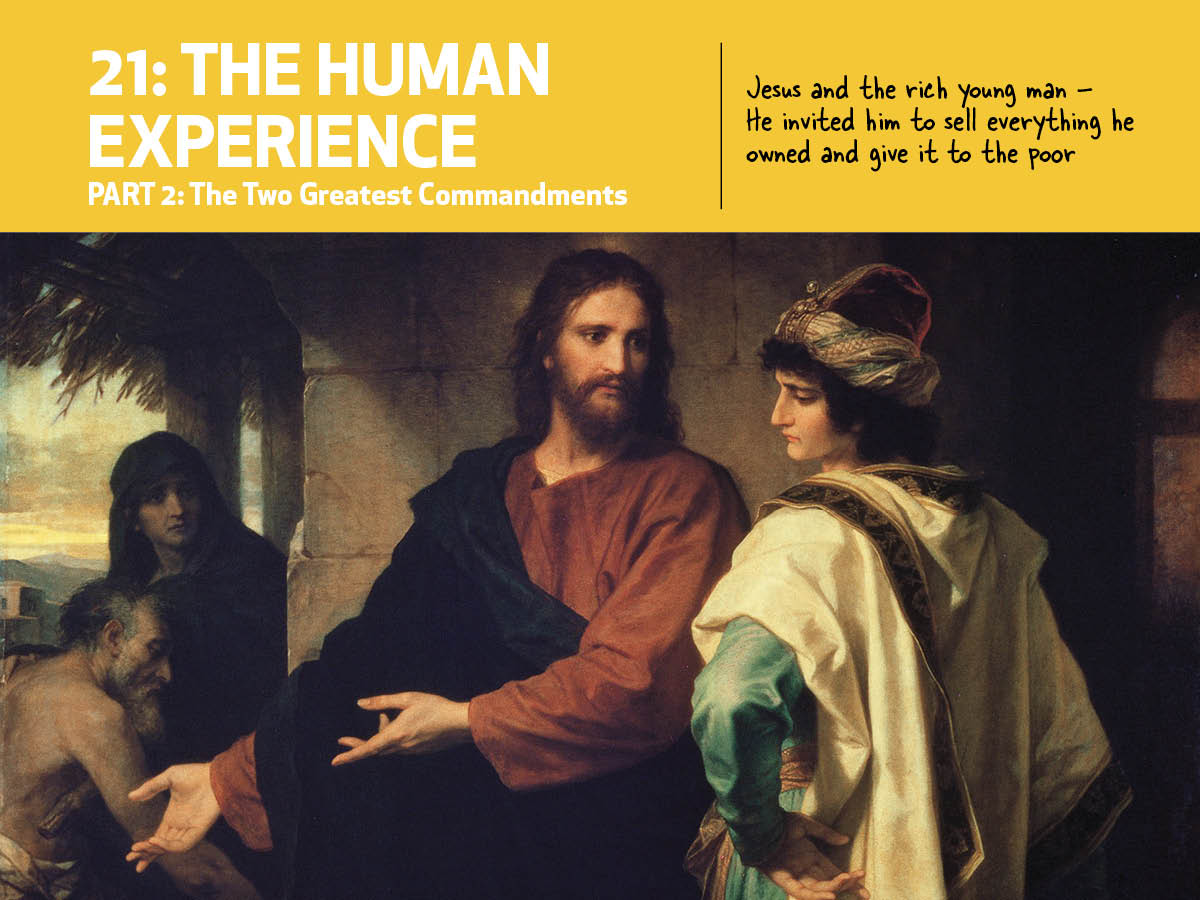 21: THE HUMAN
EXPERIENCE
PART 2: The Two Greatest Commandments
Jesus and the rich young man –
He invited him to sell everything he
owned and give it to the poor